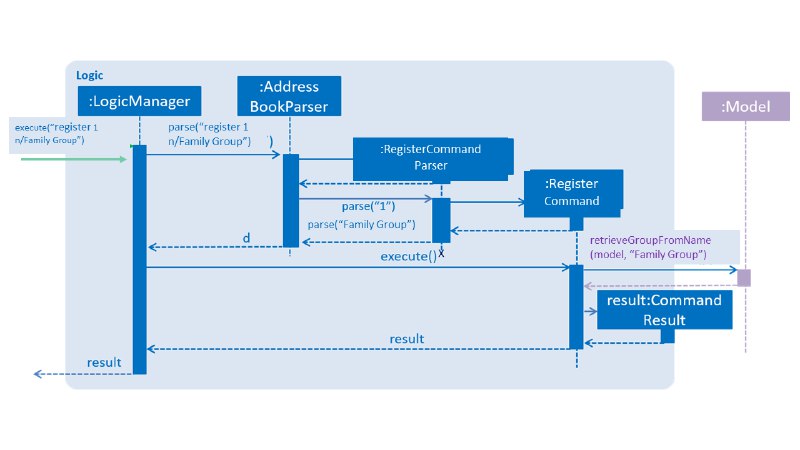 Logic
:LogicManager
:Address
BookParser
:RegisterCommand
Parser
:Register
Command
:Model
execute("register 1
n/Family Group")
parse("register 1
n/Family Group") )
parse("1")
parse("Family Group")
d
execute()
X
retrieveGroupFromName
(model, "Family Group")
result:Command
Result
result
result